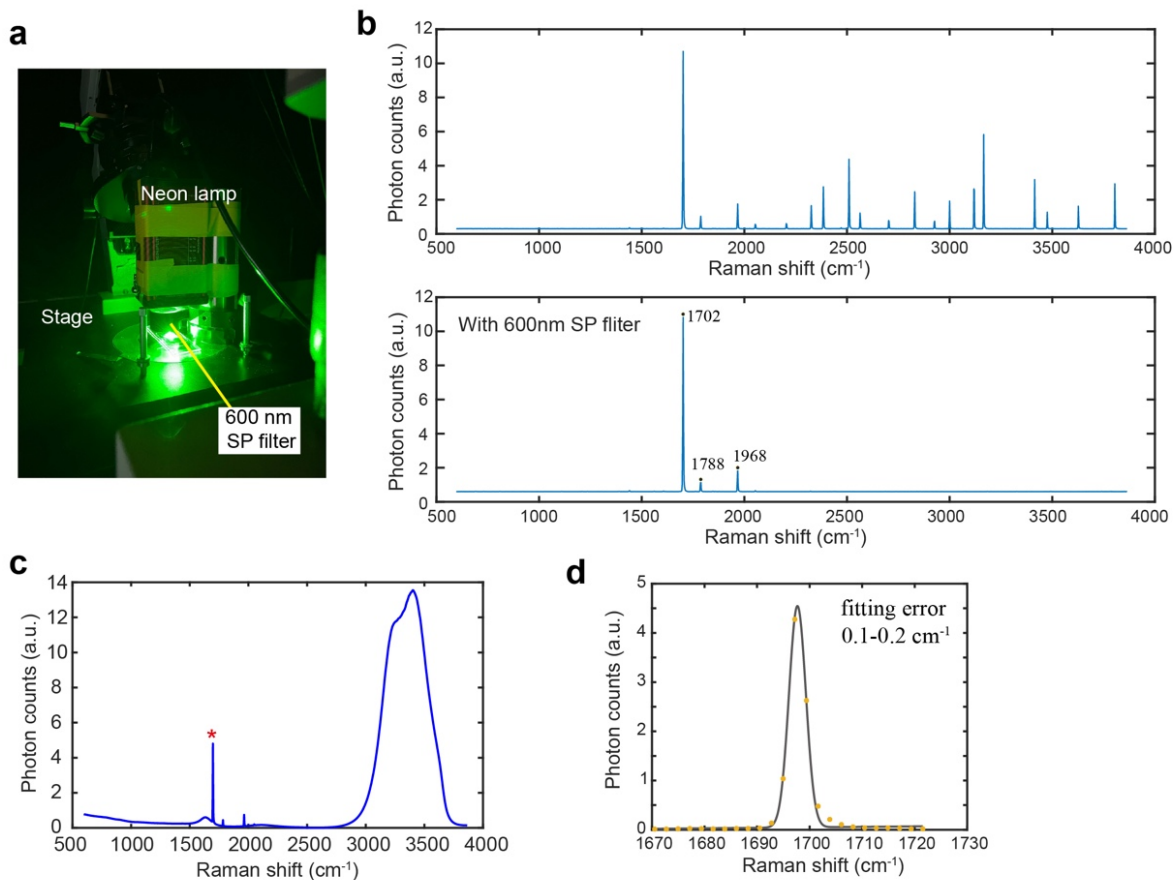 a
Neon lamp
Stage
600 nm
SP filter
b
Photon counts (a.u.)
12
10
8
6
4
2
0
500 1000 1500 2000 2500 3000 3500 4000
Raman shift (cm-1)
With 600nm SP fliter
Photon counts (a.u.)
12
10
8
6
4
2
0
1702
1788
1968
500 1000 1500 2000 2500 3000 3500 4000
Raman shift (cm-1)
c
Photon counts (a.u.)
14
12
10
8
6
4
2
0
*
500 1000 1500 2000 2500 3000 3500 4000
Raman shift (cm-1)
d
Photon counts (a.u.)
5
4
3
2
1
0
fitting error
0.1-0.2 cm-1
1670 1680 1690 1700 1710 1720 1730
Raman shift (cm-1)